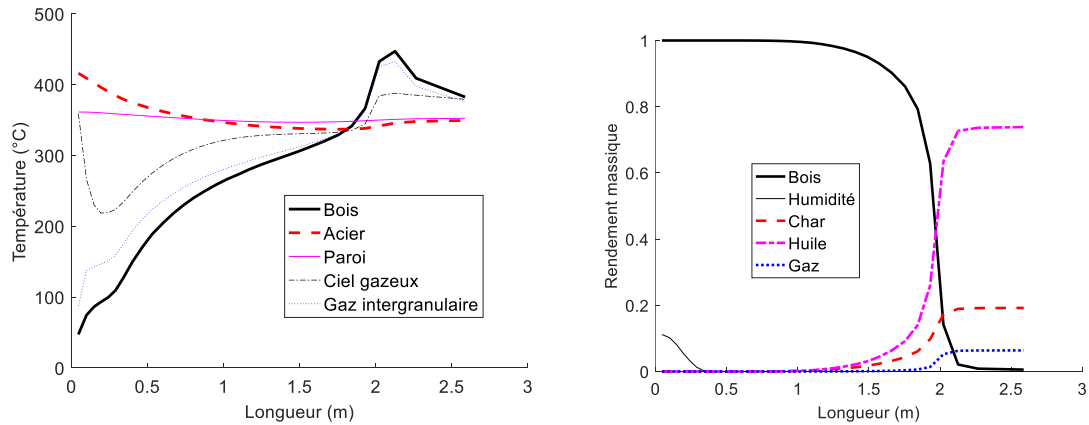 500
400
300
200
100
0
Température (°C)
Bois
Acier
Paroi
Ciel gazeux
Gaz intergranulaire
0
0.5
1
1.5
2
2.5
3
Longueur (m)
1
0.8
0.6
0.4
0.2
0
Rendement massique
Bois
Humidité
Char
Huile
Gaz
0.5
1
1.5
2
2.5
3
Longueur (m)